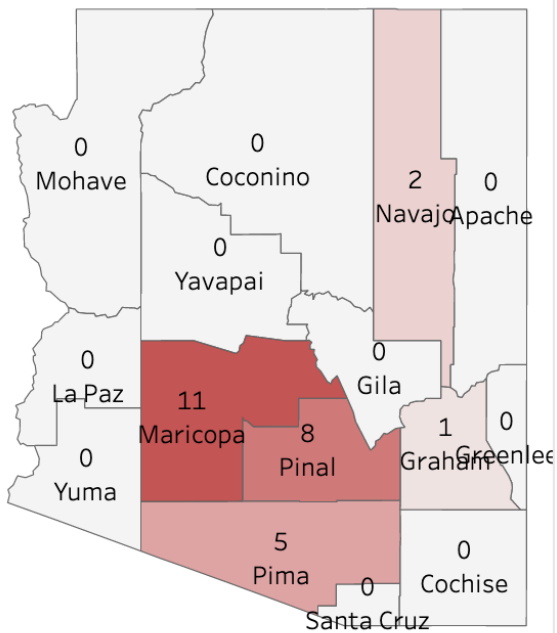 0
Mohave
0
Coconino
2
Navajo
0
Apache
0
Yavapai
0
La Paz
0
Gila
11
Maricopa
8
Pinal
1
Graham
0
Greenlee
0
Yuma
5
Pima
0
Cochise
0
Santa Cruz